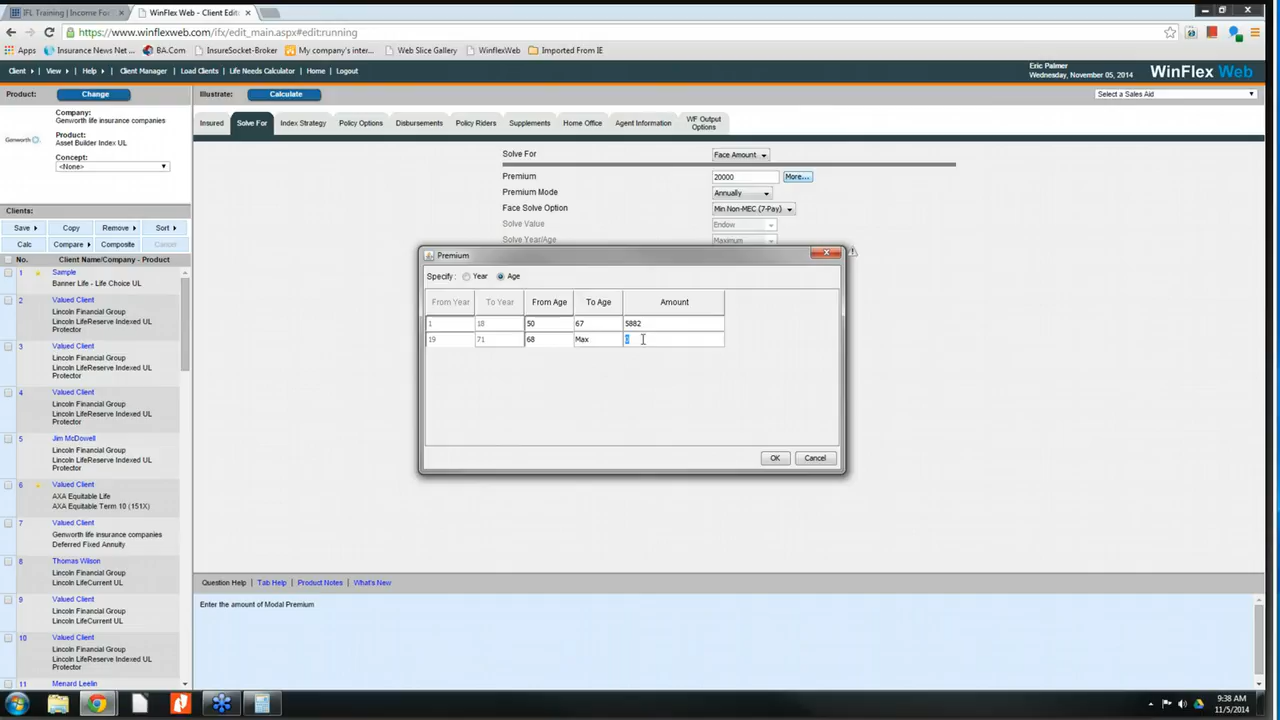 IFL Training | Income Fo...
WinFlex Web - Client Edit
https://www.winflexweb.com/ifx/edit_main.aspx#edit:running
Apps Insurance News Net ... BA.Com InsureSocket-Broker My company's inter... Web Slice Gallery WinflexWeb Imported From IE
Client View Help Client Manager Load Clients Life Needs Calculator Home Logout
Eric Palmer
Wednesday, November 05, 2014
WinFlex Web
Product: Change
Illustrate: Calculate
Select a Sales Aid
Company:
Genworth life insurance companies
Genworth
Product:
Asset Builder Index UL
Concept:
<None>
Insured Solve For Index Strategy Policy Options Disbursements Policy Riders Supplements Home Office Agent Information WF Output Options
Solve For Face Amount
Premium 20000 More...
Premium Mode Annually
Face Solve Option Min Non-MEC (7-Pay)
Solve Value Endow
Solve Year/Age Maximum
Clients:
Save Copy Remove Sort
Calc Compare Composite Cancel
No. Client Name/Company - Product
1 Sample
Banner Life - Life Choice UL
2 Valued Client
Lincoln Financial Group
Lincoln LifeReserve Indexed UL
Protector
3 Valued Client
Lincoln Financial Group
Lincoln LifeReserve Indexed UL
Protector
4 Valued Client
Lincoln Financial Group
Lincoln LifeReserve Indexed UL
Protector
5 Jim McDowell
Lincoln Financial Group
Lincoln LifeReserve Indexed UL
Protector
6 Valued Client
AXA Equitable Life
AXA Equitable Term 10 (151X)
7 Valued Client
Genworth life insurance companies
Deferred Fixed Annuity
8 Thomas Wilson
Lincoln Financial Group
Lincoln LifeCurrent UL
9 Valued Client
Lincoln Financial Group
Lincoln LifeCurrent UL
10 Valued Client
Lincoln Financial Group
Lincoln LifeReserve Indexed UL
Protector
11 Menard Leelin
Premium
Specify : Year Age
From Year To Year From Age To Age Amount
1 18 50 67 5882
19 71 68 Max 0
OK Cancel
Question Help Tab Help Product Notes What's New
Enter the amount of Modal Premium
9:38 AM
11/5/2014